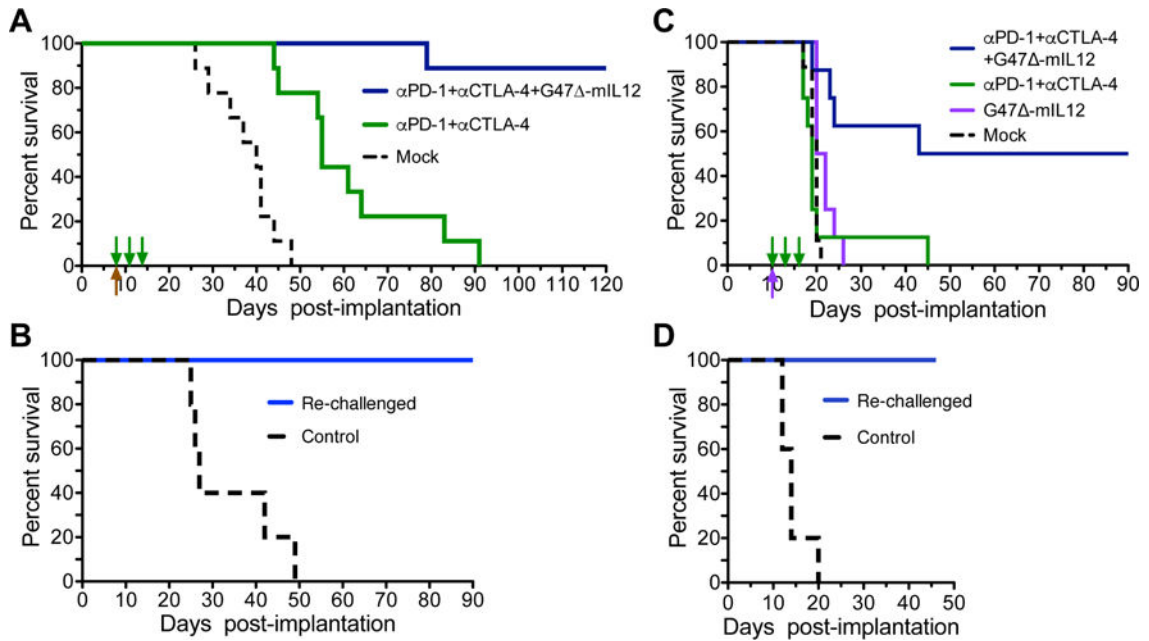 A
Percent survival
100
80
60
40
20
0
αPD-1+αCTLA-4+G47Δ-mIL12
αPD-1+αCTLA-4
Mock
0 10 20 30 40 50 60 70 80 90 100 110 120
Days post-implantation
C
Percent survival
100
80
60
40
20
0
αPD-1+αCTLA-4
+G47Δ-mIL12
αPD-1+αCTLA-4
G47Δ-mIL12
Mock
0 10 20 30 40 50 60 70 80 90
Days post-implantation
B
Percent survival
100
80
60
40
20
0
Re-challenged
Control
0 10 20 30 40 50 60 70 80 90
Days post-implantation
D
Percent survival
100
80
60
40
20
0
Re-challenged
Control
0 10 20 30 40 50
Days post-implantation